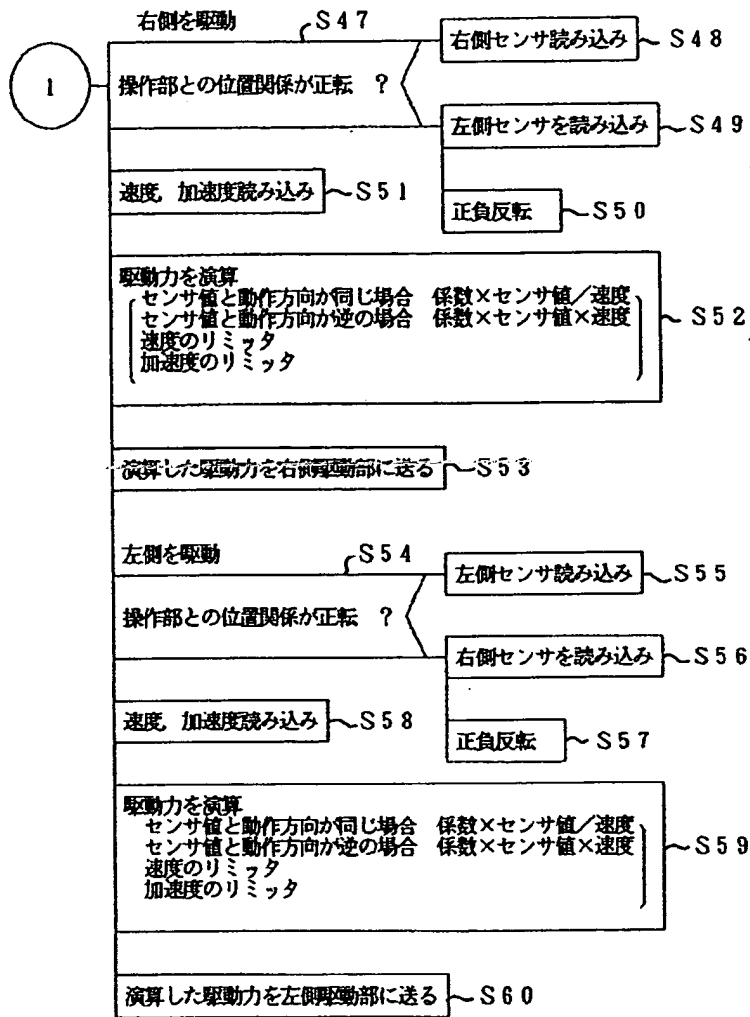 右側を駆動 S47
右側センサ読み込み S48
1
操作部との位置関係が正転 ?
左側センサを読み込み S49
速度, 加速度読み込み S51
正負反転 S50
駆動力を演算
センサ値と動作方向が同じ場合 係数×センサ値/速度
センサ値と動作方向が逆の場合 係数×センサ値×速度
S52
速度のリミッタ
加速度のリミッタ
演算した駆動力を右側駆動部に送る S53
左側を駆動 S54
左側センサ読み込み S55
操作部との位置関係が正転 ?
右側センサを読み込み S56
速度, 加速度読み込み S58
正負反転 S57
駆動力を演算
センサ値と動作方向が同じ場合 係数×センサ値/速度
センサ値と動作方向が逆の場合 係数×センサ値×速度
S59
速度のリミッタ
加速度のリミッタ
演算した駆動力を左側駆動部に送る S60